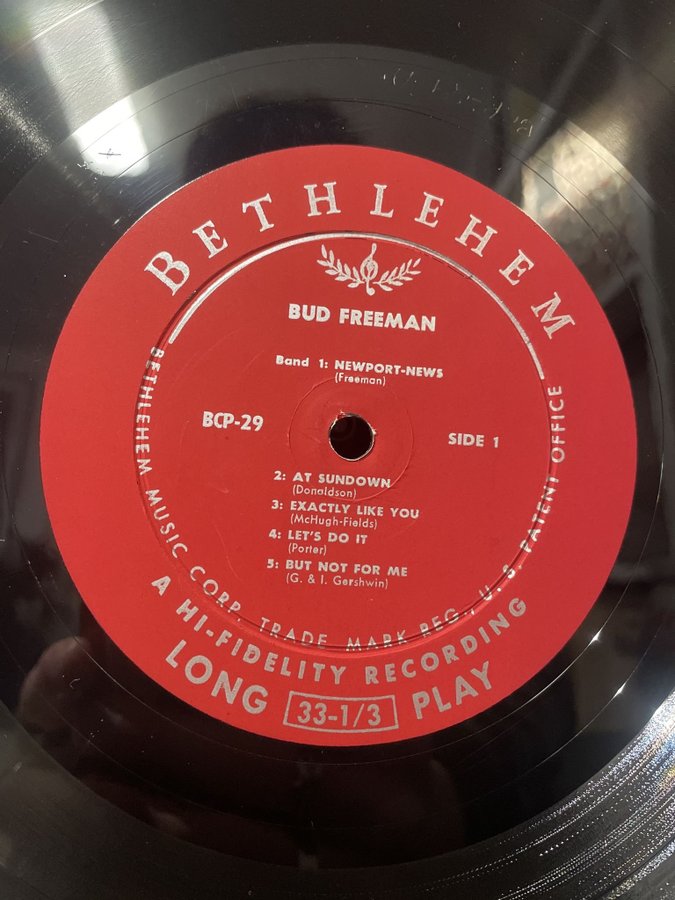 BETHLEHEM
BUD FREEMAN
Band 1: NEWPORT-NEWS
(Freeman)
BCP-29
SIDE 1
2: AT SUNDOWN
(Donaldson)
3: EXACTLY LIKE YOU
(McHugh-Fields)
4: LET'S DO IT
(Porter)
5: BUT NOT FOR ME
(G. & I. Gershwin)
BETHLEHEM MUSIC CORP. TRADE MARK REG., U. S. PATENT OFFICE
A HI-FIDELITY RECORDING
LONG 33-1/3 PLAY